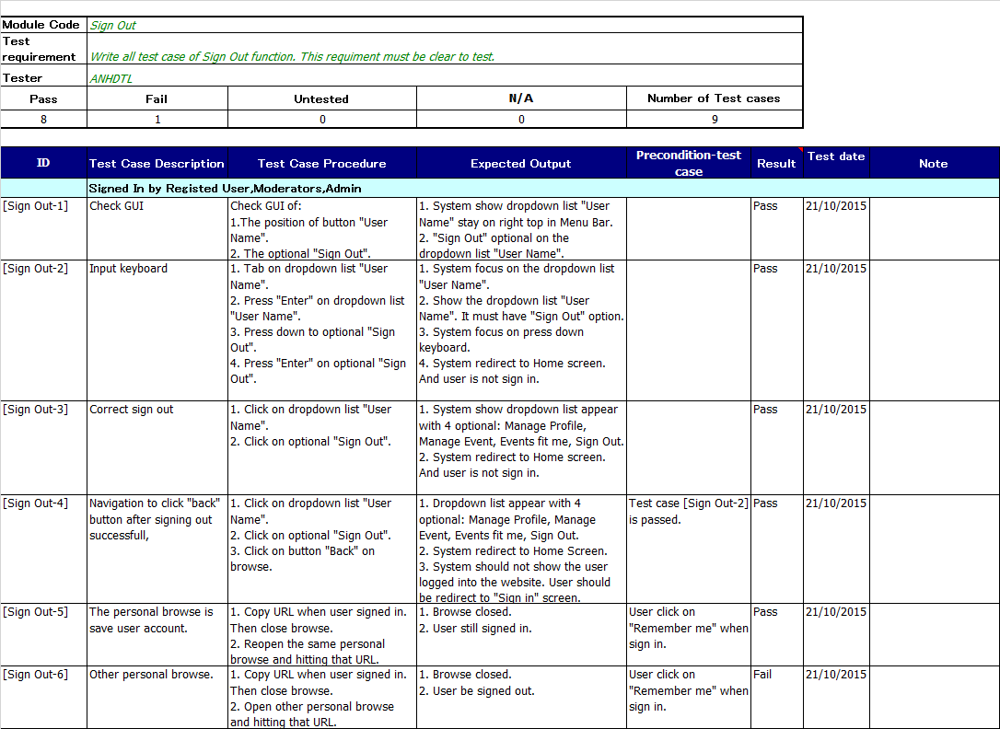 Module Code Sign Out
Test
requirement Write all test case of Sign Out function. This requiment must be clear to test.
Tester ANHDTL
Pass Fail Untested N/A Number of Test cases
8 1 0 0 9
ID Test Case Description Test Case Procedure Expected Output Precondition-test case Result Test date Note
Signed In by Registed User,Moderators,Admin
[Sign Out-1]
Check GUI
Check GUI of:
1.The position of button "User
Name".
2. The optional "Sign Out".
1. System show dropdown list "User
Name" stay on right top in Menu Bar.
2. "Sign Out" optional on the
dropdown list "User Name".
Pass
21/10/2015
[Sign Out-2]
Input keyboard
1. Tab on dropdown list "User
Name".
2. Press "Enter" on dropdown list
"User Name".
3. Press down to optional "Sign
Out".
4. Press "Enter" on optional "Sign
Out".
1. System focus on the dropdown list
"User Name".
2. Show the dropdown list "User
Name". It must have "Sign Out" option.
3. System focus on press down
keyboard.
4. System redirect to Home screen.
And user is not sign in.
Pass
21/10/2015
[Sign Out-3]
Correct sign out
1. Click on dropdown list "User
Name".
2. Click on optional "Sign Out".
1. System show dropdown list appear
with 4 optional: Manage Profile,
Manage Event, Events fit me, Sign Out.
2. System redirect to Home screen.
And user is not sign in.
Pass
21/10/2015
[Sign Out-4]
Navigation to click "back"
button after signing out
successfull,
1. Click on dropdown list "User
Name".
2. Click on optional "Sign Out".
3. Click on button "Back" on
browse.
1. Dropdown list appear with 4
optional: Manage Profile, Manage
Event, Events fit me, Sign Out.
2. System redirect to Home Screen.
3. System should not show the user
logged into the website. User should
be redirect to "Sign in" screen.
Test case [Sign Out-2]
is passed.
Pass
21/10/2015
[Sign Out-5]
The personal browse is
save user account.
1. Copy URL when user signed in.
Then close browse.
2. Reopen the same personal
browse and hitting that URL.
1. Browse closed.
2. User still signed in.
User click on
"Remember me" when
sign in.
Pass
21/10/2015
[Sign Out-6]
Other personal browse.
1. Copy URL when user signed in.
Then close browse.
2. Open other personal browse
and hitting that URL.
1. Browse closed.
2. User be signed out.
User click on
"Remember me" when
sign in.
Fail
21/10/2015